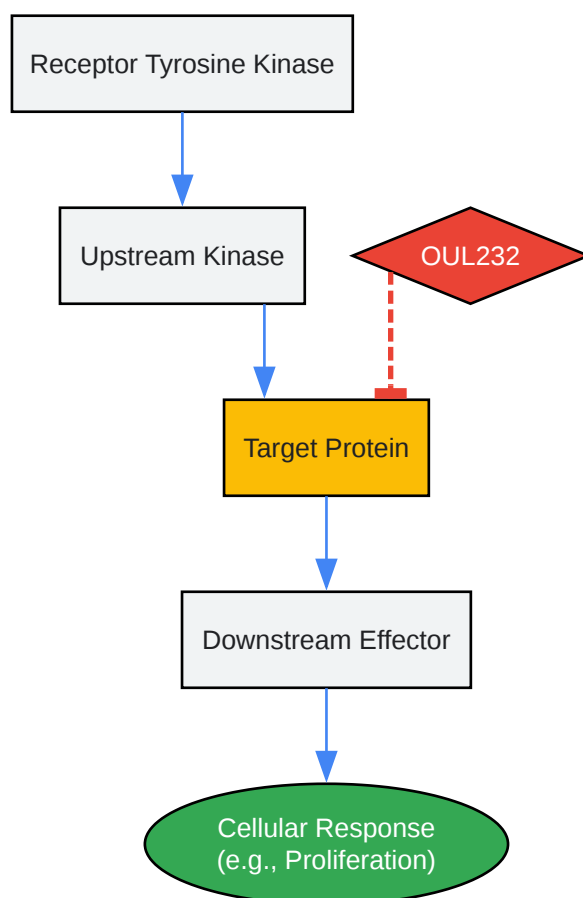 Receptor Tyrosine Kinase
Upstream Kinase
OUL232
Target Protein
Downstream Effector
Cellular Response
(e.g., Proliferation)